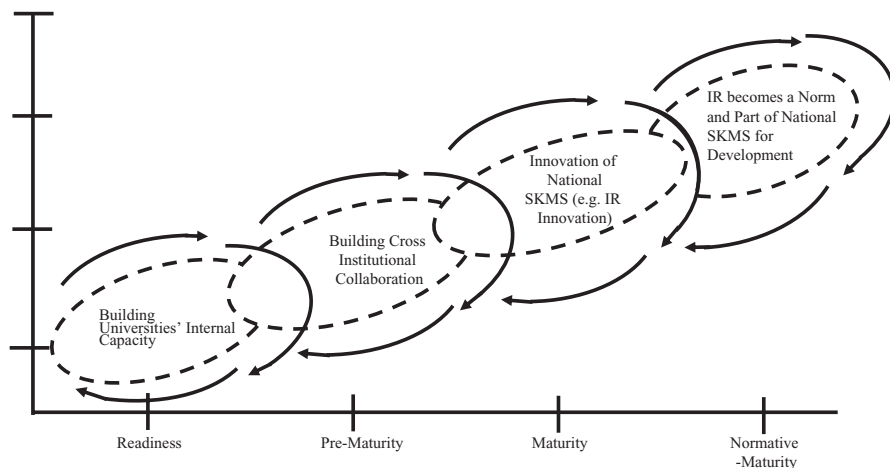 IR becomes a Norm
and Part of National
SKMS for
Development
Innovation of
National
SKMS (e.g. IR
Innovation)
Building Cross
Institutional
Collaboration
Building
Universities’ Internal
Capacity
Readiness
Pre-Maturity
Maturity
Normative
-Maturity